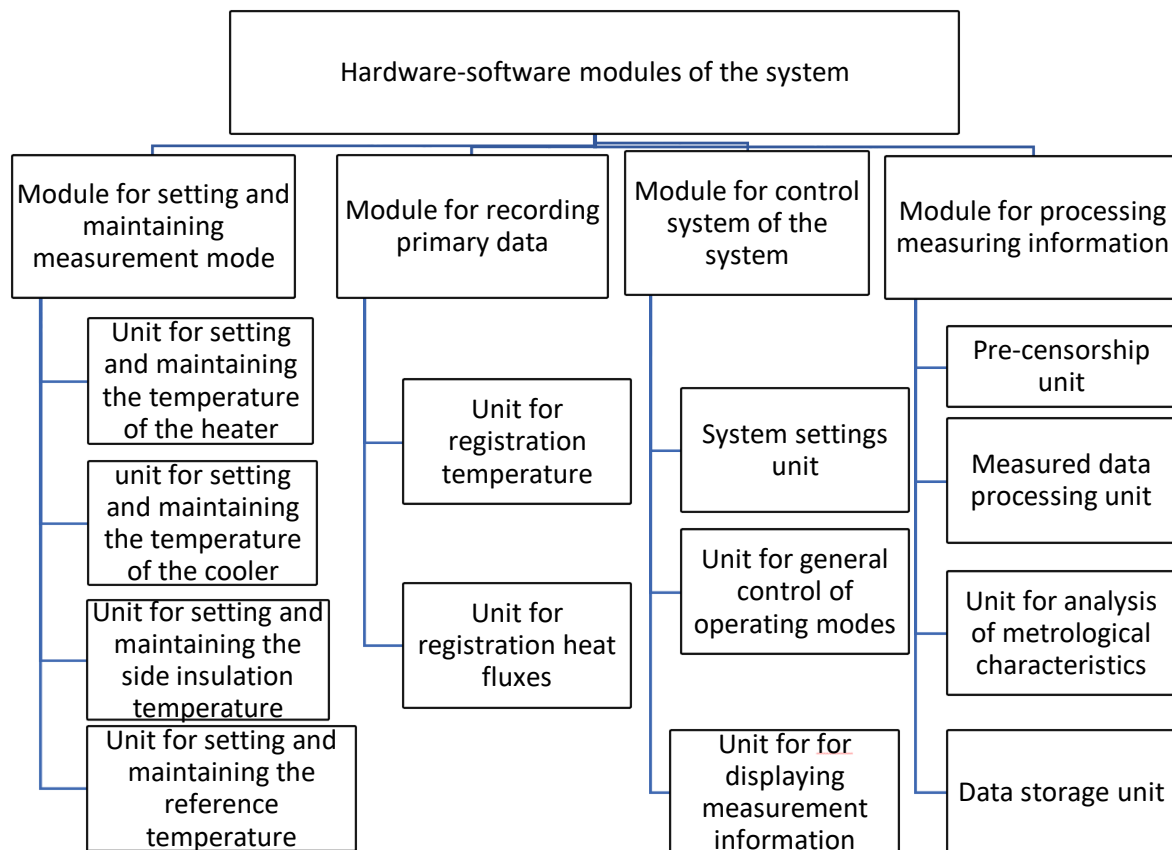 Hardware-software modules of the system
Module for setting and
maintaining
measurement mode
Unit for setting
and maintaining
the temperature
of the heater
unit for setting
and maintaining
the temperature
of the cooler
Unit for setting and
maintaining the
side insulation
temperature
Unit for setting and
maintaining the
reference
temperature
Module for recording
primary data
Unit for
registration
temperature
Unit for
registration heat
fluxes
Module for control
system of the
system
System settings
unit
Unit for general
control of
operating modes
Unit for for
displaying
measurement
information
Module for processing
measuring information
Pre-censorship
unit
Measured data
processing unit
Unit for analysis
of metrological
characteristics
Data storage unit